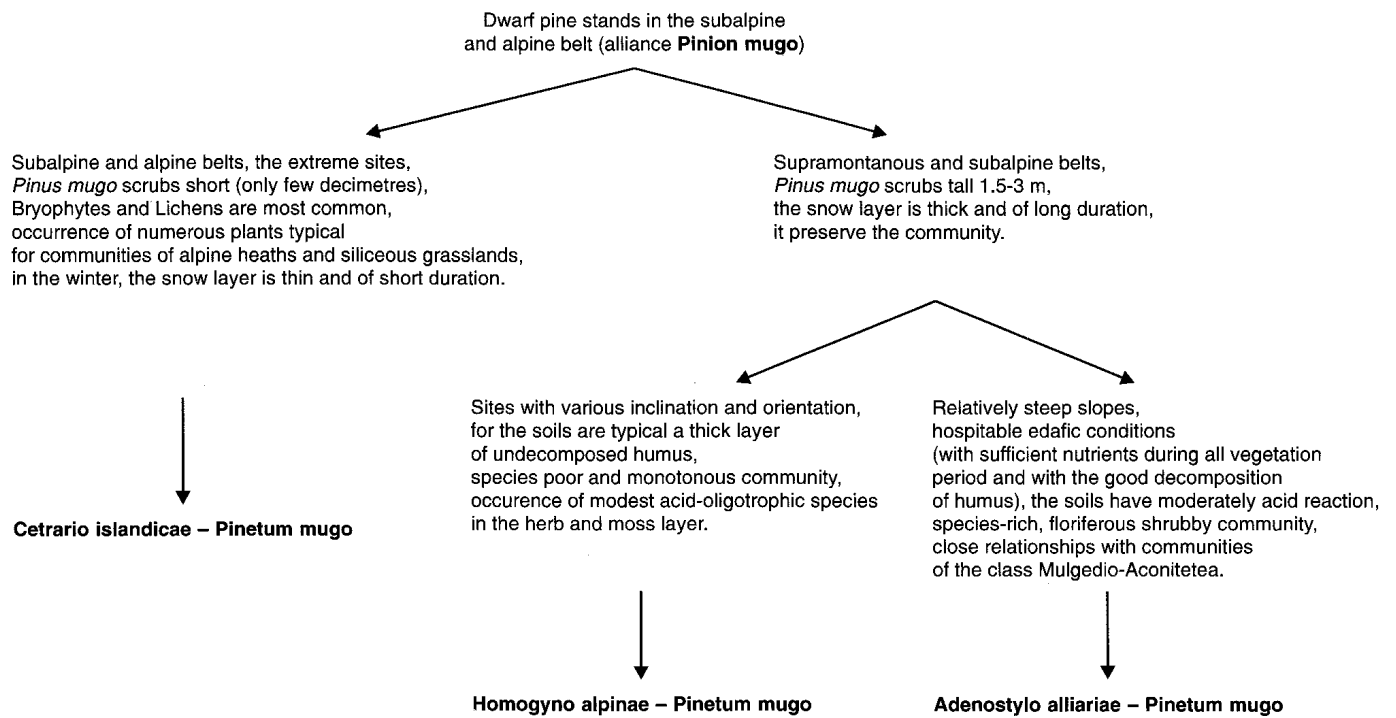 Dwarf pine stands in the subalpine
and alpine belt (alliance Pinion mugo)
Subalpine and alpine belts, the extreme sites,
Pinus mugo scrubs short (only few decimetres),
Bryophytes and Lichens are most common,
occurrence of numerous plants typical
for communities of alpine heaths and siliceous grasslands,
in the winter, the snow layer is thin and of short duration.
Supramontanous and subalpine belts,
Pinus mugo scrubs tall 1.5-3 m,
the snow layer is thick and of long duration,
it preserve the community.
Sites with various inclination and orientation,
for the soils are typical a thick layer
of undecomposed humus,
species poor and monotonous community,
occurence of modest acid-oligotrophic species
in the herb and moss layer.
Relatively steep slopes,
hospitable edafic conditions
(with sufficient nutrients during all vegetation
period and with the good decomposition
of humus), the soils have moderately acid reaction,
species-rich, floriferous shrubby community,
close relationships with communities
of the class Mulgedio-Aconitetea.
Cetrario islandicae – Pinetum mugo
Homogyno alpinae – Pinetum mugo
Adenostylo alliariae – Pinetum mugo